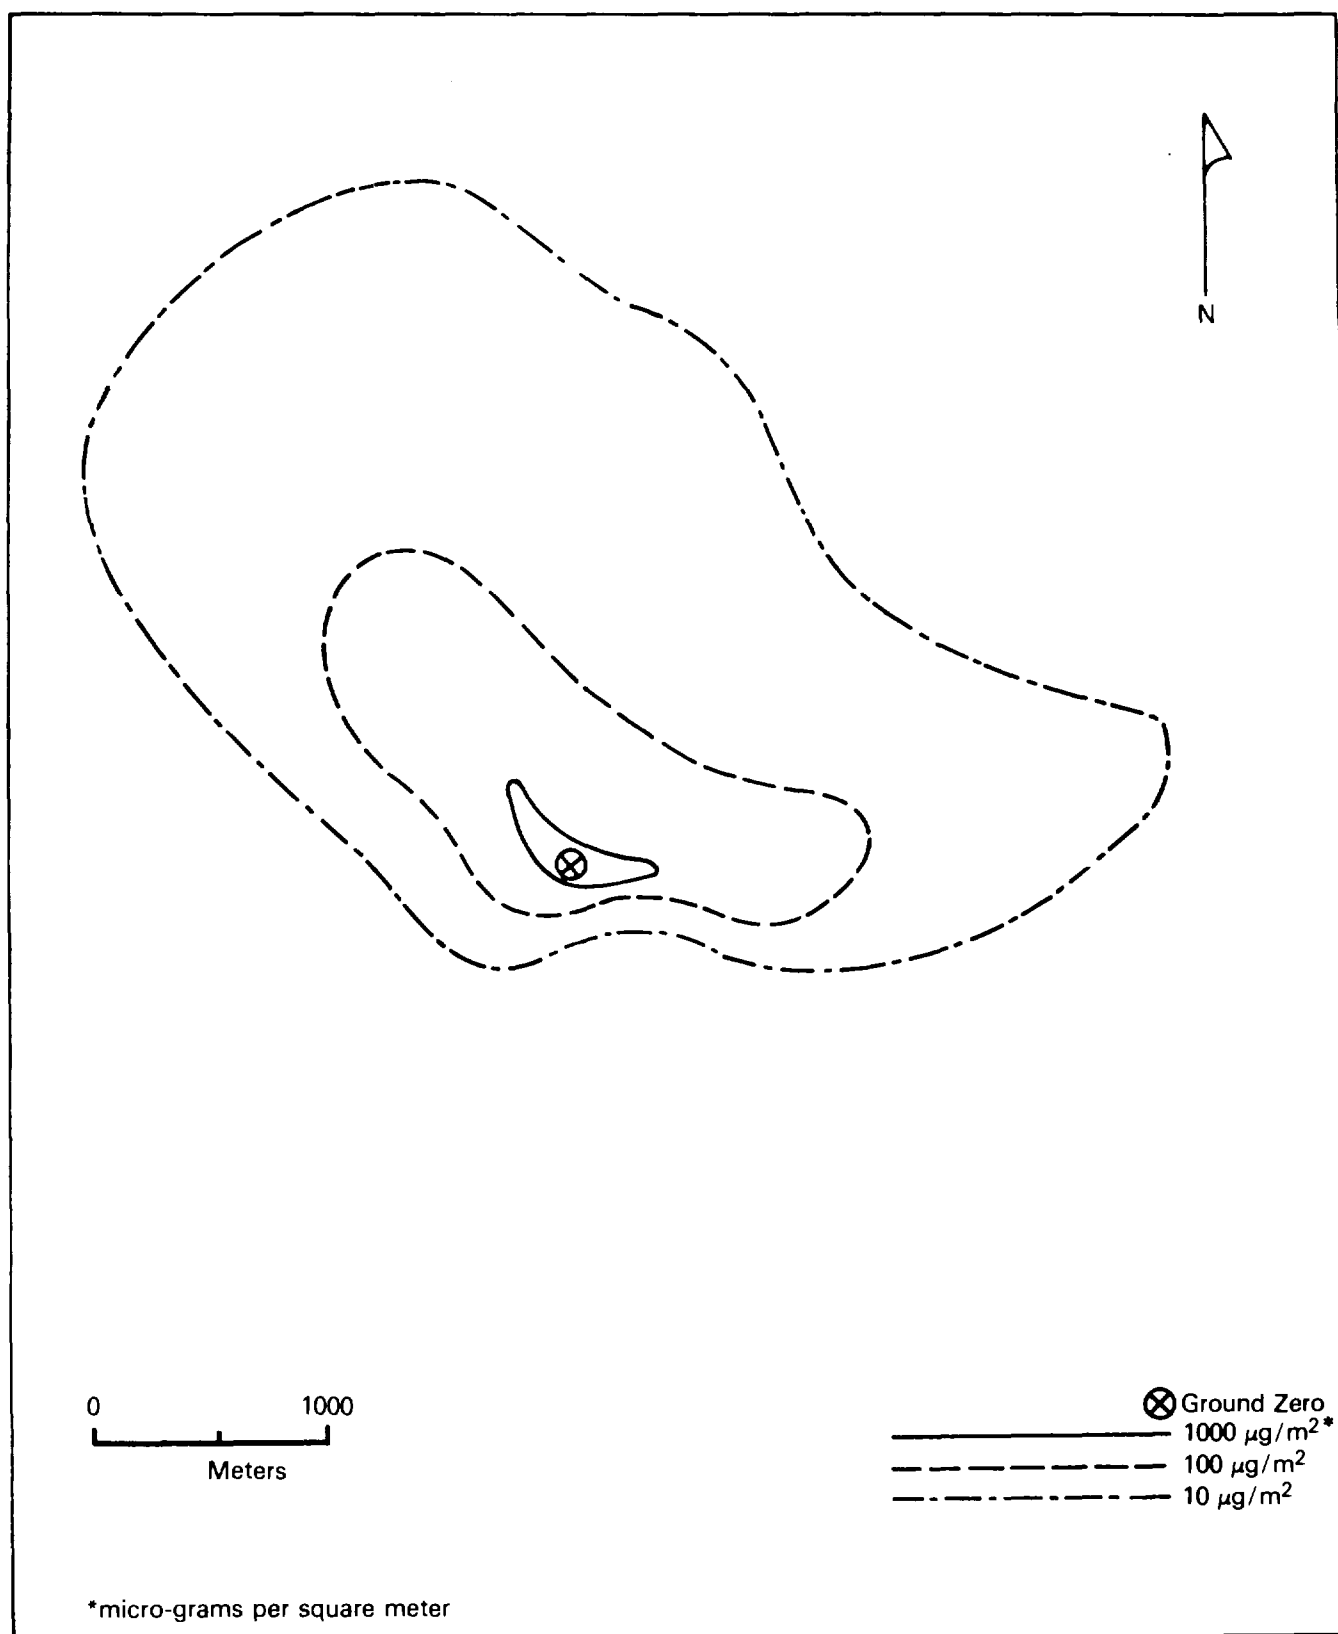 N
0 1000
Meters
Ground Zero
1000 μg/m²*
100 μg/m²
10 μg/m²
*micro-grams per square meter